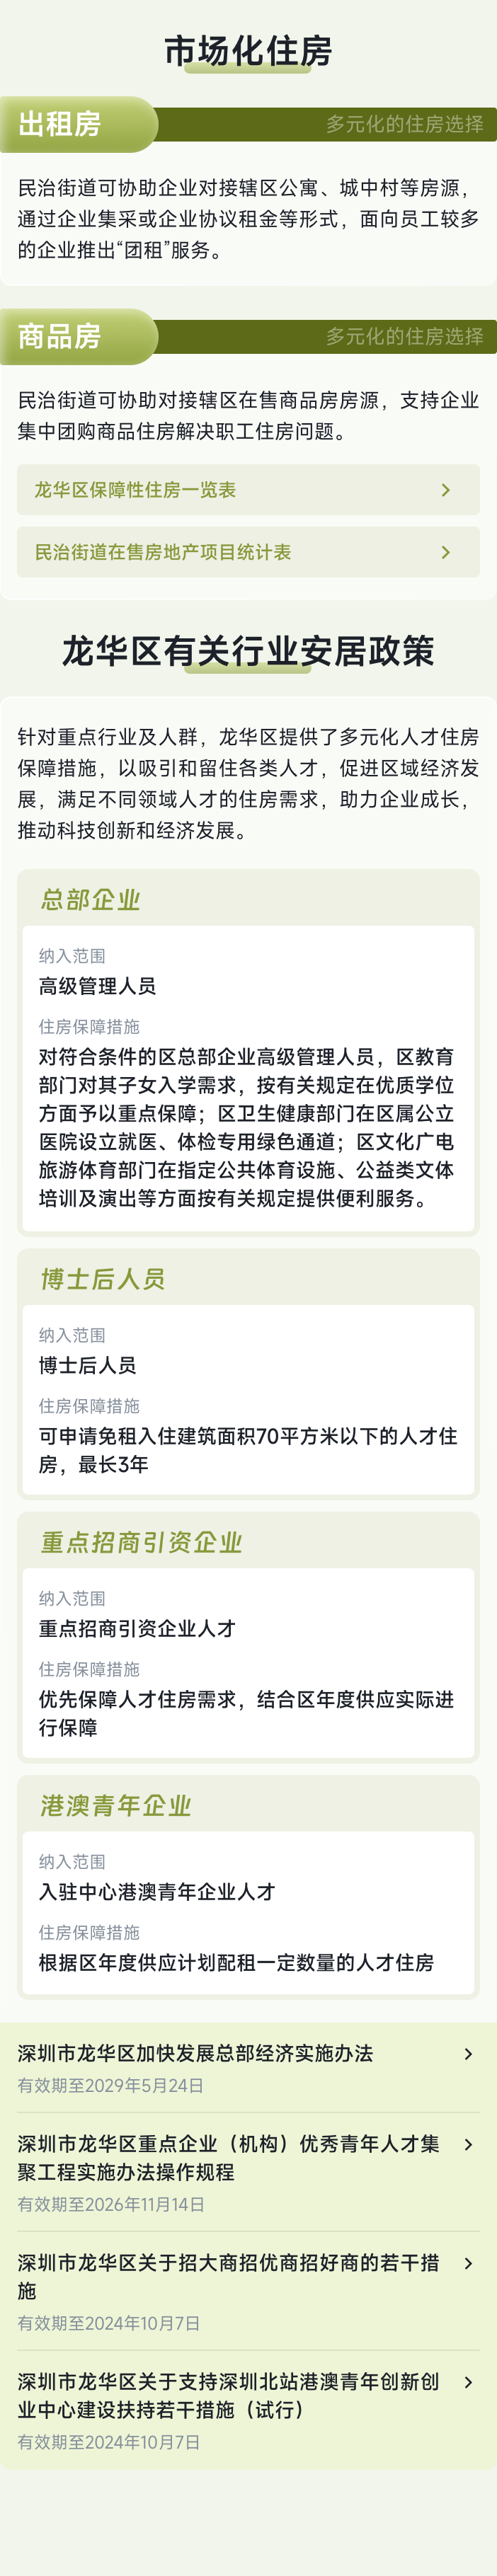 市场化住房
出租房
多元化的住房选择
民治街道可协助企业对接辖区公寓、城中村等房源，
通过企业集采或企业协议租金等形式，面向员工较多
的企业推出“团租”服务。
商品房
多元化的住房选择
民治街道可协助对接辖区在售商品房房源，支持企业
集中团购商品住房解决职工住房问题。
龙华区保障性住房一览表
民治街道在售房地产项目统计表
龙华区有关行业安居政策
针对重点行业及人群，龙华区提供了多元化人才住房
保障措施，以吸引和留住各类人才，促进区域经济发
展，满足不同领域人才的住房需求，助力企业成长，
推动科技创新和经济发展。
总部企业
纳入范围
高级管理人员
住房保障措施
对符合条件的区总部企业高级管理人员，区教育
部门对其子女入学需求，按有关规定在优质学位
方面予以重点保障；区卫生健康部门在区属公立
医院设立就医、体检专用绿色通道；区文化广电
旅游体育部门在指定公共体育设施、公益类文体
培训及演出等方面按有关规定提供便利服务。
博士后人员
纳入范围
博士后人员
住房保障措施
可申请免租入住建筑面积70平方米以下的人才住
房，最长3年
重点招商引资企业
纳入范围
重点招商引资企业人才
住房保障措施
优先保障人才住房需求，结合区年度供应实际进
行保障
港澳青年企业
纳入范围
入驻中心港澳青年企业人才
住房保障措施
根据区年度供应计划配租一定数量的人才住房
深圳市龙华区加快发展总部经济实施办法
有效期至2029年5月24日
深圳市龙华区重点企业（机构）优秀青年人才集
聚工程实施办法操作规程
有效期至2026年11月14日
深圳市龙华区关于招大商招优商招好商的若干措
施
有效期至2024年10月7日
深圳市龙华区关于支持深圳北站港澳青年创新创
业中心建设扶持若干措施（试行）
有效期至2024年10月7日